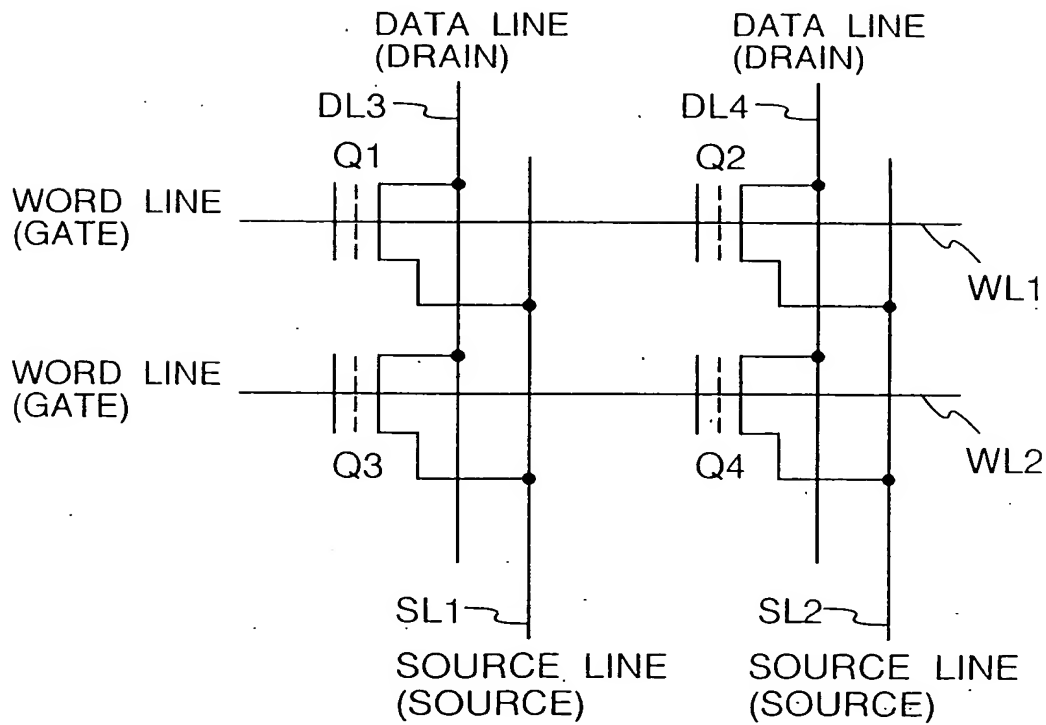 DATA LINE
(DRAIN)
DATA LINE
(DRAIN)
DL3
DL4
Q1
Q2
WORD LINE
(GATE)
WL1
WORD LINE
(GATE)
WL2
Q3
Q4
SL1
SL2
SOURCE LINE
(SOURCE)
SOURCE LINE
(SOURCE)